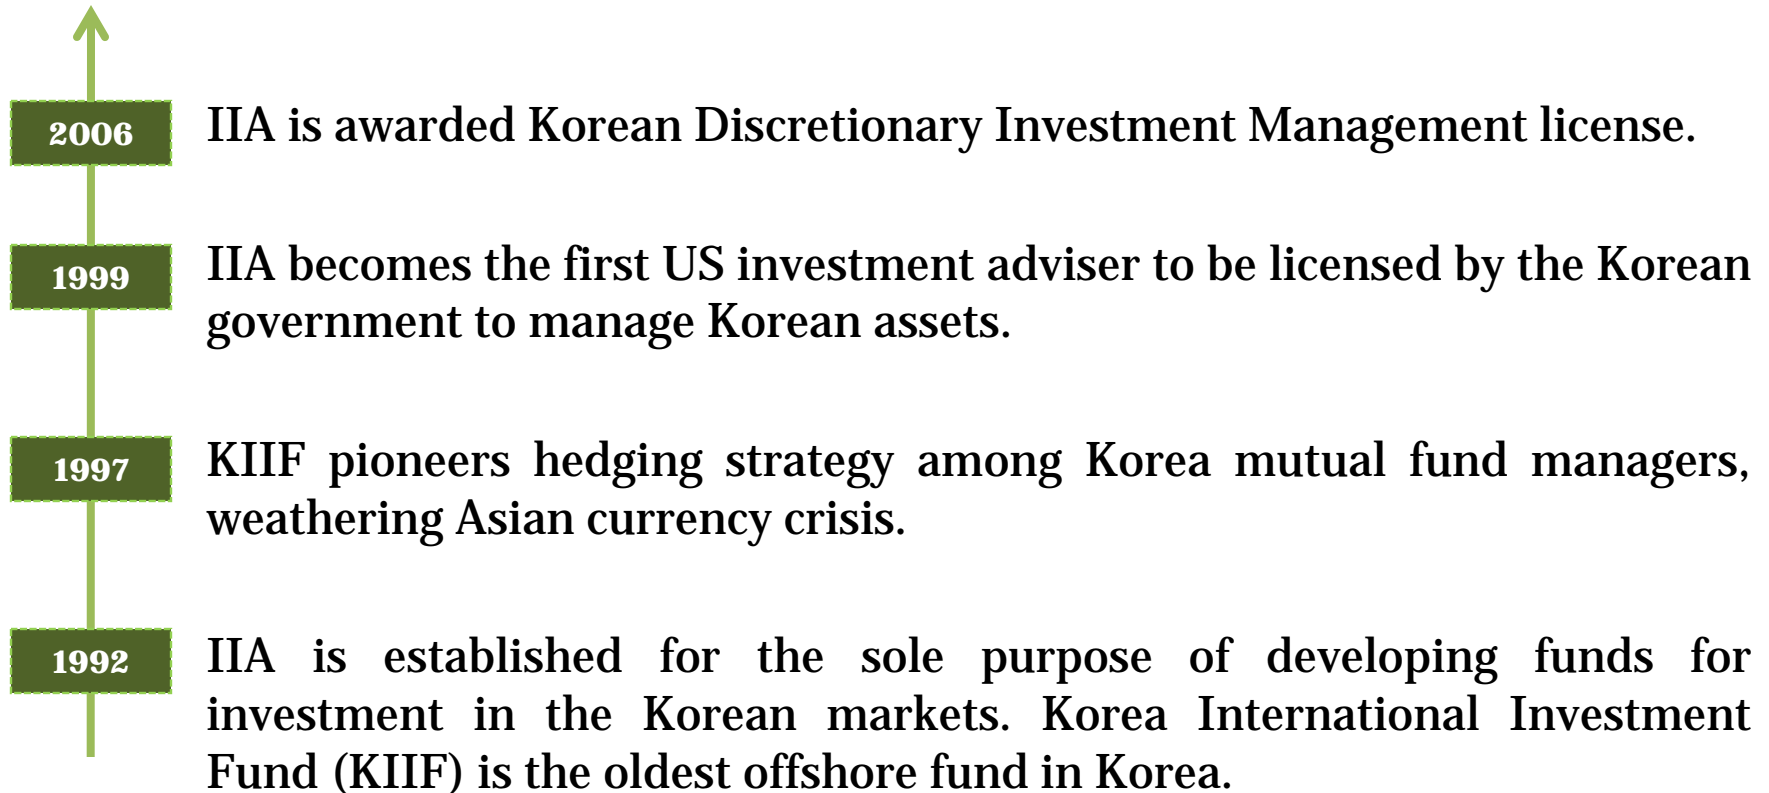 2006
IIA is awarded Korean Discretionary Investment Management license.
1999
IIA becomes the first US investment adviser to be licensed by the Korean
government to manage Korean assets.
1997
KIIF pioneers hedging strategy among Korea mutual fund managers,
weathering Asian currency crisis.
1992
IIA is established for the sole purpose of developing funds for
investment in the Korean markets. Korea International Investment
Fund (KIIF) is the oldest offshore fund in Korea.